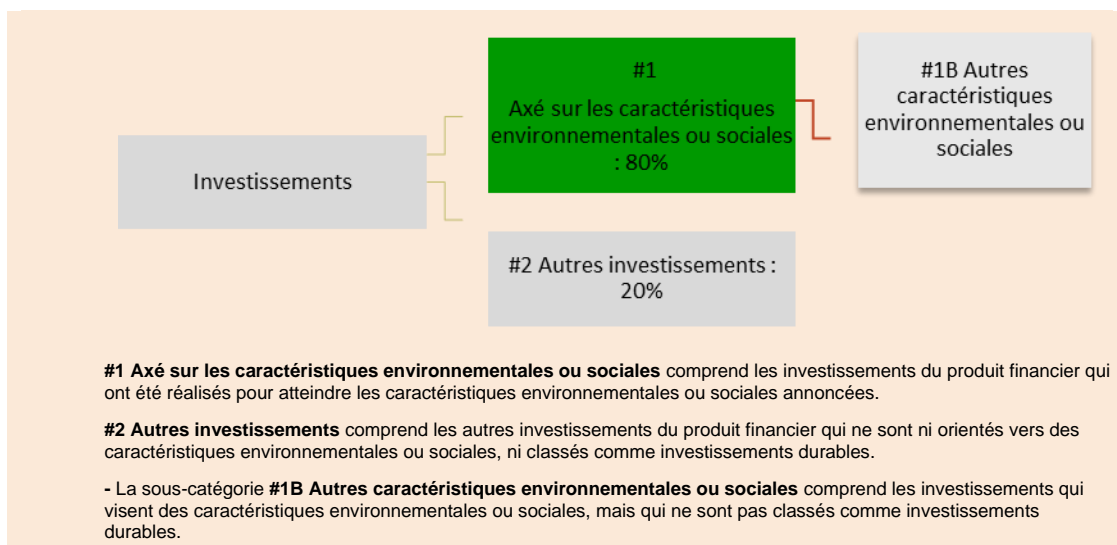 #1
Axé sur les caractéristiques
environnementales ou sociales
: 80%
#1B Autres
caractéristiques
environnementales ou
sociales
Investissements
#2 Autres investissements :
20%
#1 Axé sur les caractéristiques environnementales ou sociales comprend les investissements du produit financier qui
ont été réalisés pour atteindre les caractéristiques environnementales ou sociales annoncées.
#2 Autres investissements comprend les autres investissements du produit financier qui ne sont ni orientés vers des
caractéristiques environnementales ou sociales, ni classés comme investissements durables.
- La sous-catégorie #1B Autres caractéristiques environnementales ou sociales comprend les investissements qui
visent des caractéristiques environnementales ou sociales, mais qui ne sont pas classés comme investissements
durables.